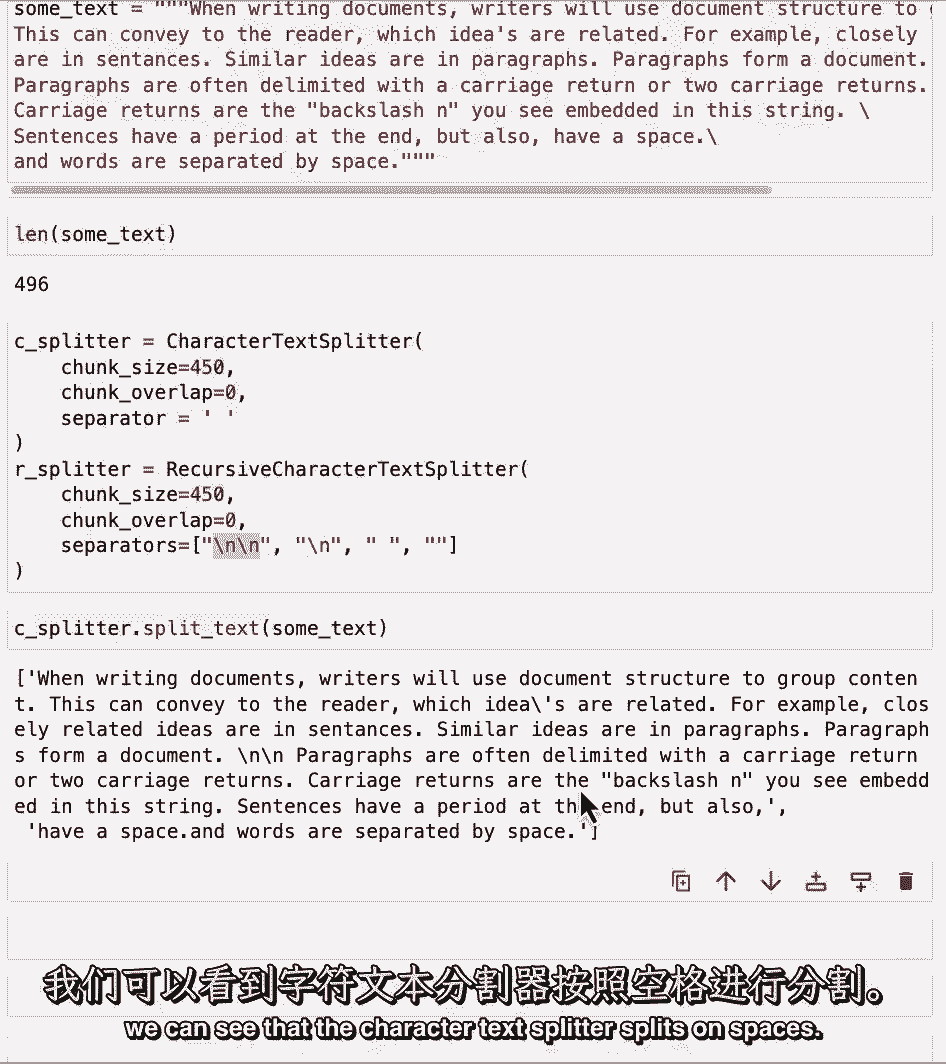 some_text = """When writing documents, writers will use document structure to
This can convey to the reader, which idea's are related. For example, closely
are in sentances. Similar ideas are in paragraphs. Paragraphs form a document.
Paragraphs are often delimited with a carriage return or two carriage returns.
Carriage returns are the "backslash n" you see embedded in this string. \
Sentences have a period at the end, but also, have a space.\
and words are separated by space."""
len(some_text)
496
c_splitter = CharacterTextSplitter(
    chunk_size=450,
    chunk_overlap=0,
    separator = ' '
)
r_splitter = RecursiveCharacterTextSplitter(
    chunk_size=450,
    chunk_overlap=0,
    separators=["\n\n", "\n", " ", ""]
)
c_splitter.split_text(some_text)
['When writing documents, writers will use document structure to group conten
t. This can convey to the reader, which idea\'s are related. For example, clos
ely related ideas are in sentances. Similar ideas are in paragraphs. Paragraph
s form a document. \n\n Paragraphs are often delimited with a carriage return
or two carriage returns. Carriage returns are the "backslash n" you see embedd
ed in this string. Sentences have a period at the end, but also,',
 'have a space.and words are separated by space.']
我们可以看到字符文本分割器按照空格进行分割。
we can see that the character text splitter splits on spaces.